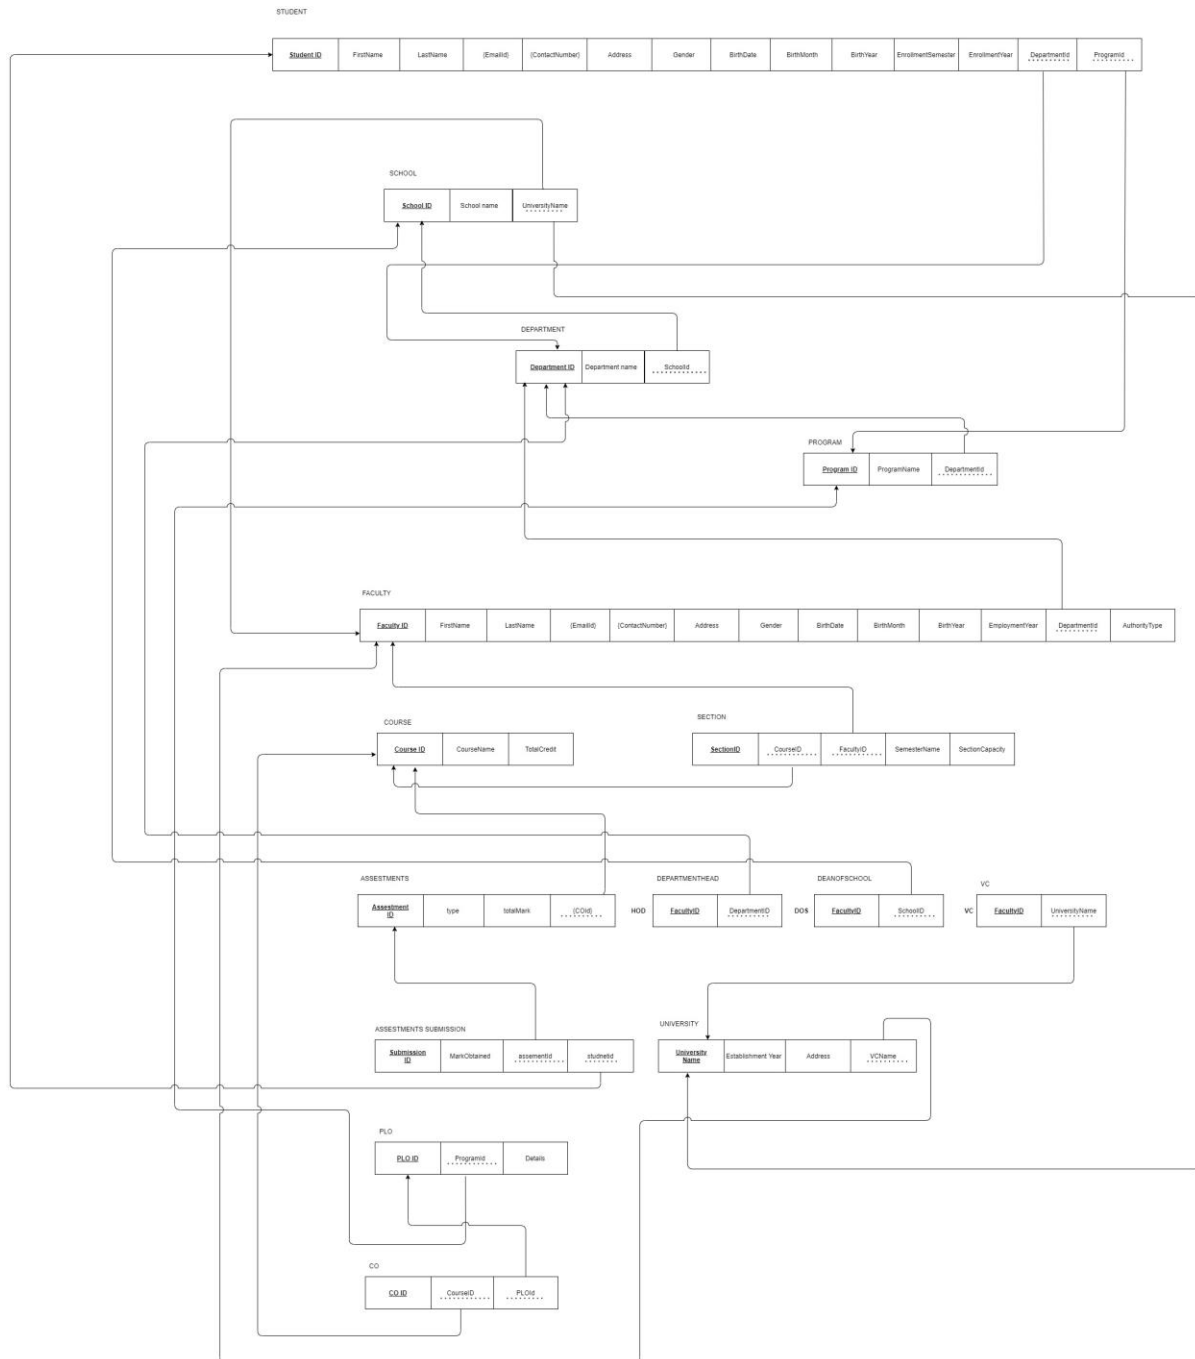 STUDENT
Student ID FirstName LastName {EmailId} {ContactNumber} Address Gender BirthDate BirthMonth BirthYear EnrollmentSemester EnrollmentYear DepartmentId ProgramId
SCHOOL
School ID School name UniversityName
DEPARTMENT
Department ID Department name SchoolId
PROGRAM
Program ID ProgramName DepartmentId
FACULTY
Faculty ID FirstName LastName {EmailId} {ContactNumber} Address Gender BirthDate BirthMonth BirthYear EmploymentYear DepartmentId AuthorityType
COURSE
Course ID CourseName TotalCredit
SECTION
SectionID CourseID FacultyID SemesterName SectionCapacity
ASSESTMENTS
Assestment
ID
type totalMark {COId}
DEPARTMENTHEAD
HOD FacultyID DepartmentID
DEANOFSCHOOL
DOS FacultyID SchoolID
VC
VC FacultyID UniversityName
ASSESTMENTS SUBMISSION
Submission
ID
MarkObtained assementId studnetId
UNIVERSITY
University
Name
Establishment Year Address VCName
PLO
PLO ID ProgramId Details
CO
CO ID CourseID PLOId